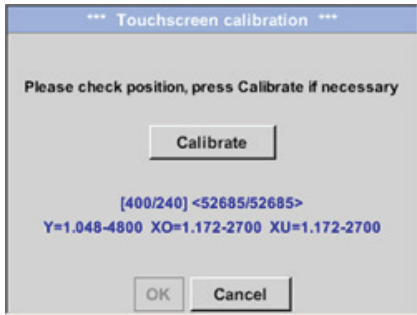 *** Touchscreen calibration ***
Please check position, press Calibrate if necessary
Calibrate
[400/240] <52685/52685>
Y=1.048-4800 XO=1.172-2700 XU=1.172-2700
OK Cancel